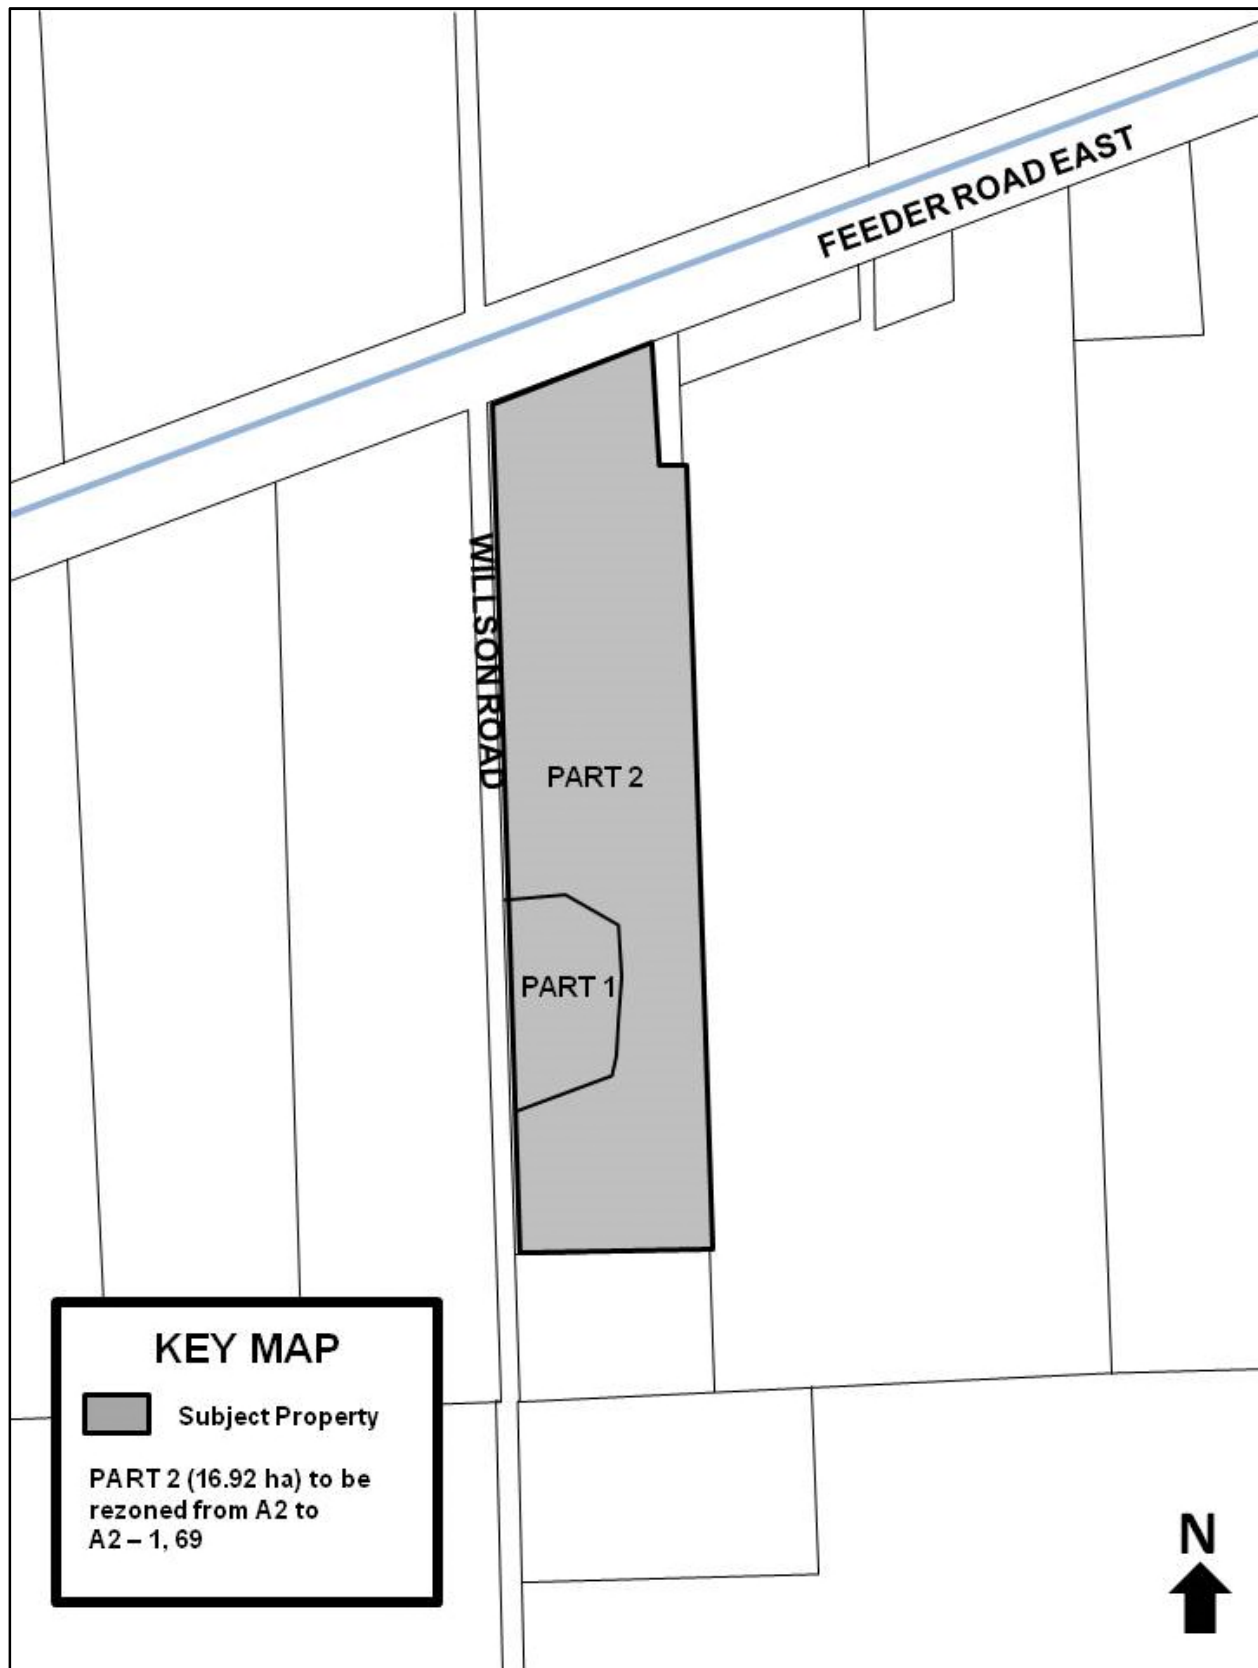 FEEDER ROAD EAST
WILLSON ROAD
PART 2
PART 1
KEY MAP
Subject Property
PART 2 (16.92 ha) to be
rezoned from A2 to
A2 – 1, 69
N